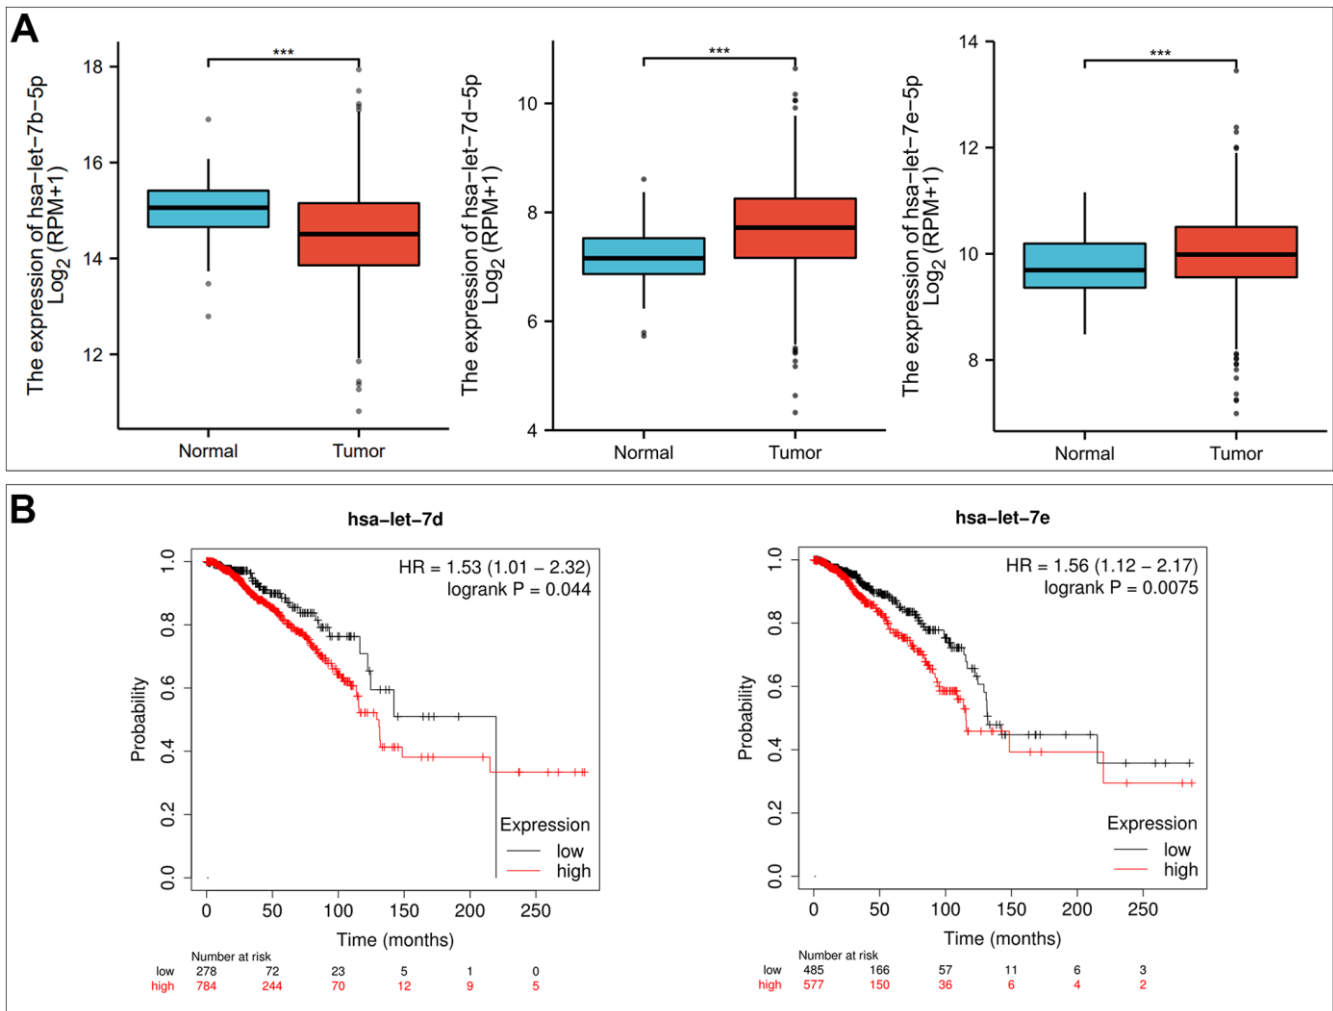 A
The expression of hsa−let−7b−5p
Log2 (RPM+1)
18
16
14
12
***
Normal
Tumor
The expression of hsa−let−7d−5p
Log2 (RPM+1)
10
8
6
4
***
Normal
Tumor
The expression of hsa−let−7e−5p
Log2 (RPM+1)
14
12
10
8
***
Normal
Tumor
B
hsa−let−7d
HR = 1.53 (1.01 − 2.32)
logrank P = 0.044
Probability
1.0
0.8
0.6
0.4
0.2
0.0
Expression
low
high
0 50 100 150 200 250
Time (months)
Number at risk
low 278 72 23 5 1 0
high 784 244 70 12 9 5
hsa−let−7e
HR = 1.56 (1.12 − 2.17)
logrank P = 0.0075
Probability
1.0
0.8
0.6
0.4
0.2
0.0
Expression
low
high
0 50 100 150 200 250
Time (months)
Number at risk
low 485 166 57 11 6 3
high 577 150 36 6 4 2